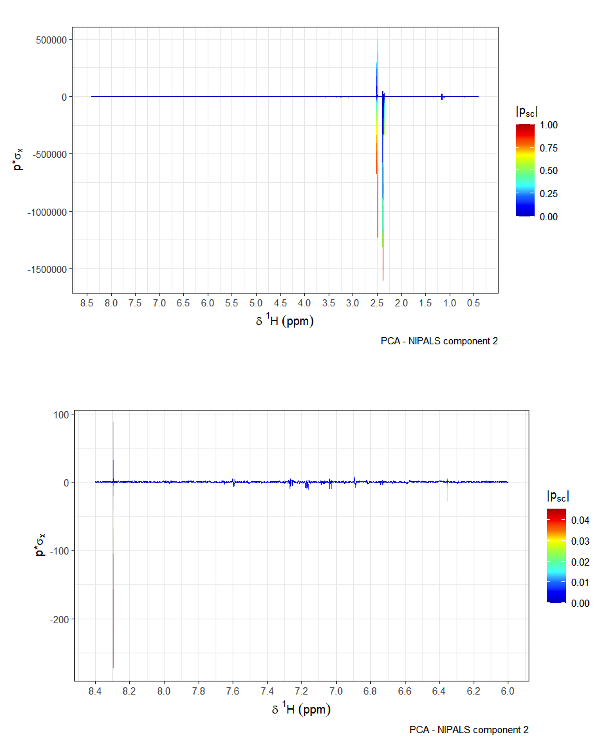 500000
0
-500000
-1000000
-1500000
p*σx
8.5 8.0 7.5 7.0 6.5 6.0 5.5 5.0 4.5 4.0 3.5 3.0 2.5 2.0 1.5 1.0 0.5
δ 1H (ppm)
|psc|
1.00
0.75
0.50
0.25
0.00
PCA - NIPALS component 2
100
0
-100
-200
p*σx
8.4 8.2 8.0 7.8 7.6 7.4 7.2 7.0 6.8 6.6 6.4 6.2 6.0
δ 1H (ppm)
|psc|
0.04
0.03
0.02
0.01
0.00
PCA - NIPALS component 2